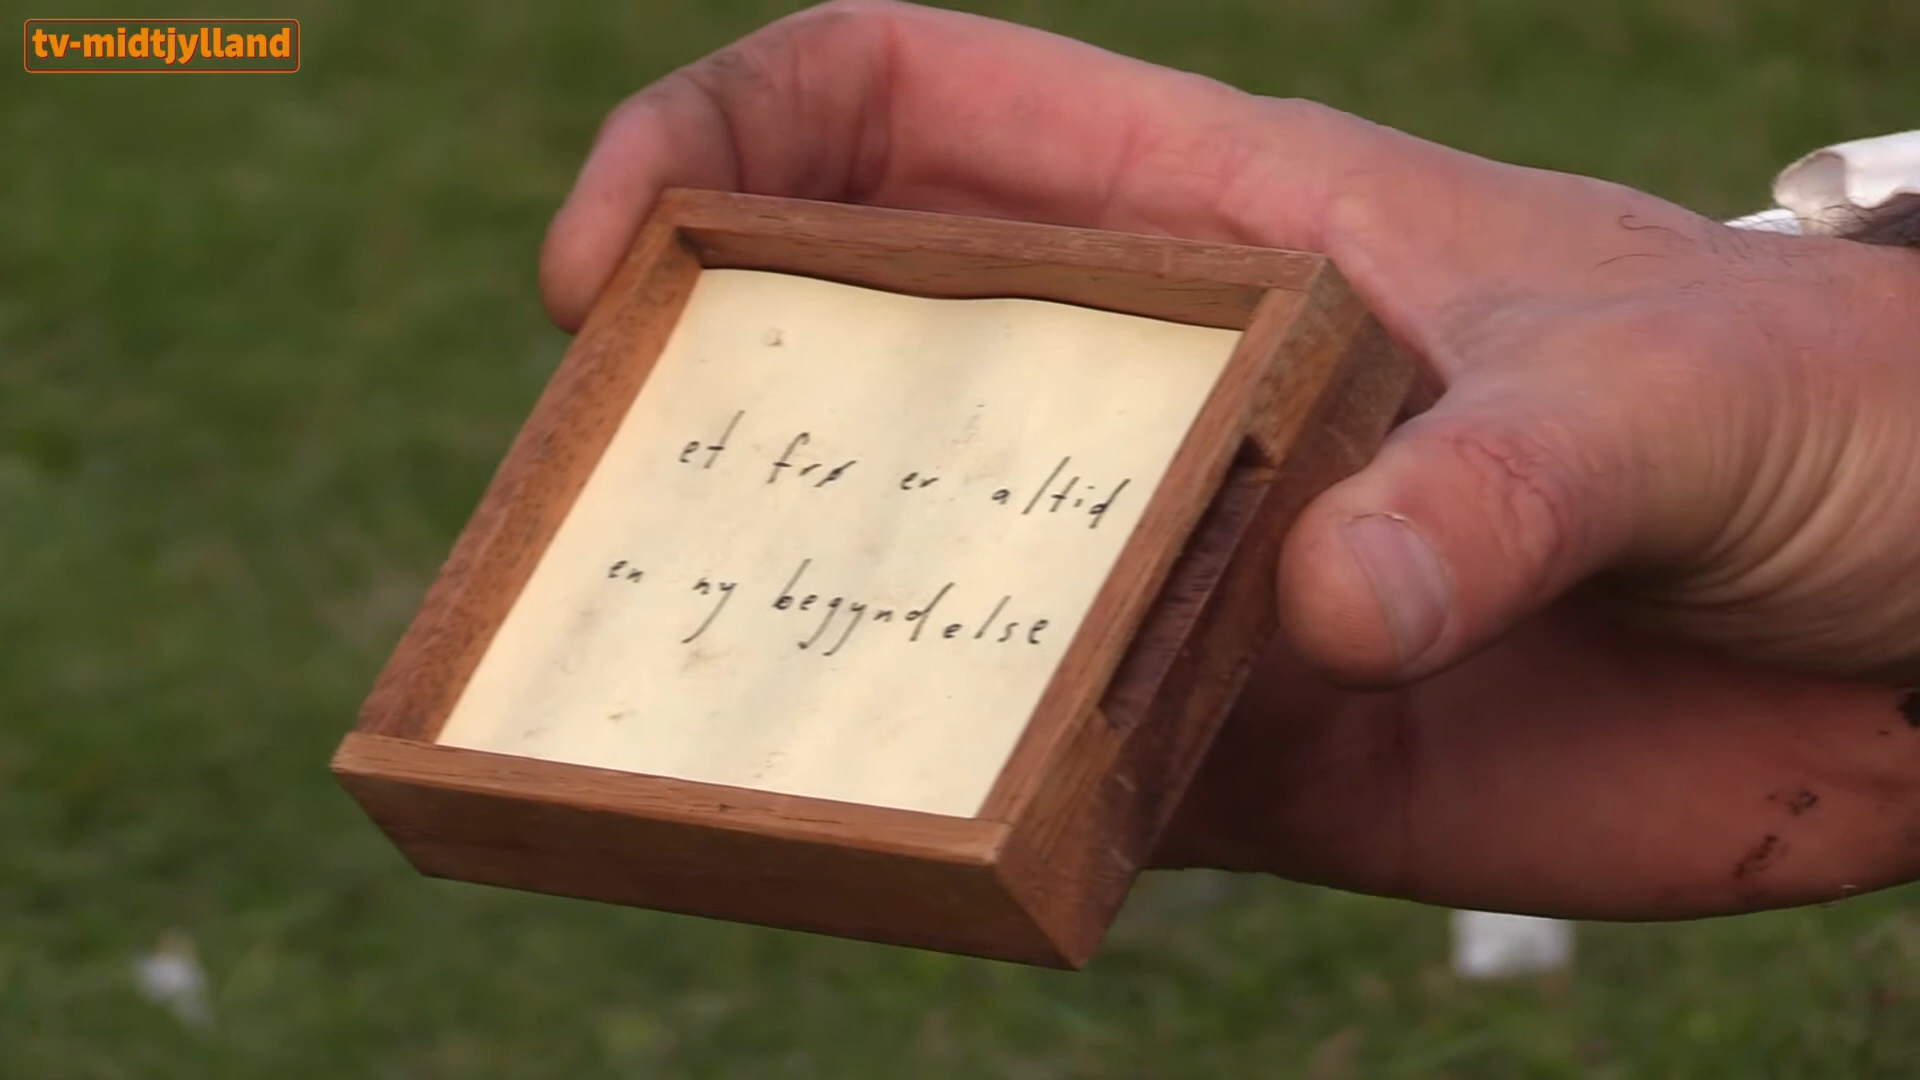 tv-midtjylland
et frø er altid
en ny begyndelse